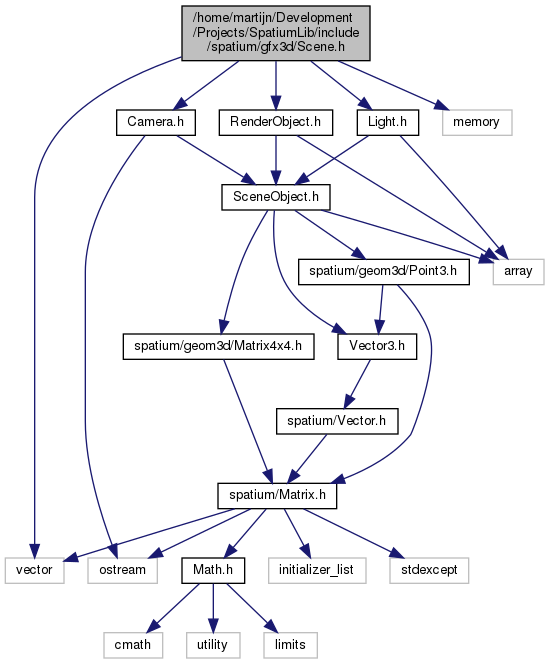 /home/martijn/Development
/Projects/SpatiumLib/include
/spatium/gfx3d/Scene.h
Camera.h
RenderObject.h
Light.h
memory
SceneObject.h
spatium/geom3d/Point3.h
array
spatium/geom3d/Matrix4x4.h
Vector3.h
spatium/Vector.h
spatium/Matrix.h
vector
ostream
Math.h
initializer_list
stdexcept
cmath
utility
limits